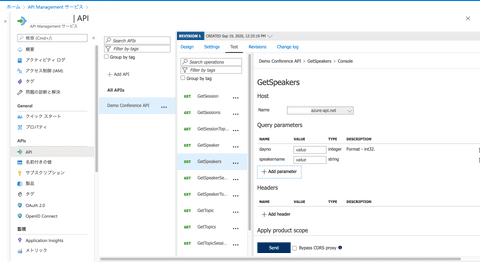 ホーム > API Management サービス >
| API
API Management サービス
検索 (Cmd+/)
概要
アクティビティ ログ
アクセス制御 (IAM)
タグ
問題の診断と解決
General
クイック スタート
プロパティ
APIs
API
名前付きの値
サブスクリプション
製品
タグ
OAuth 2.0
OpenID Connect
監視
Application Insights
メトリック
Search APIs
Filter by tags
Group by tag
+ Add API
All APIs
Demo Conference API
REVISION 1
CREATED Sep 19, 2020, 12:20:19 PM
Design
Settings
Test
Revisions
Change log
Search operations
Filter by tags
Group by tag
GET GetSession
GET GetSessions
GET GetSessionTop...
GET GetSpeaker
GET GetSpeakers
GET GetSpeakerSe...
GET GetSpeakerTo...
GET GetTopic
GET GetTopics
GET GetTopicSessi...
Demo Conference API > GetSpeakers > Console
GetSpeakers
Host
Name
azure-api.net
Query parameters
NAME VALUE TYPE DESCRIPTION
dayno value integer Format - int32.
speakername value string
+ Add parameter
Headers
NAME VALUE TYPE DESCRIPTION
+ Add header
Apply product scope
Send
Bypass CORS proxy